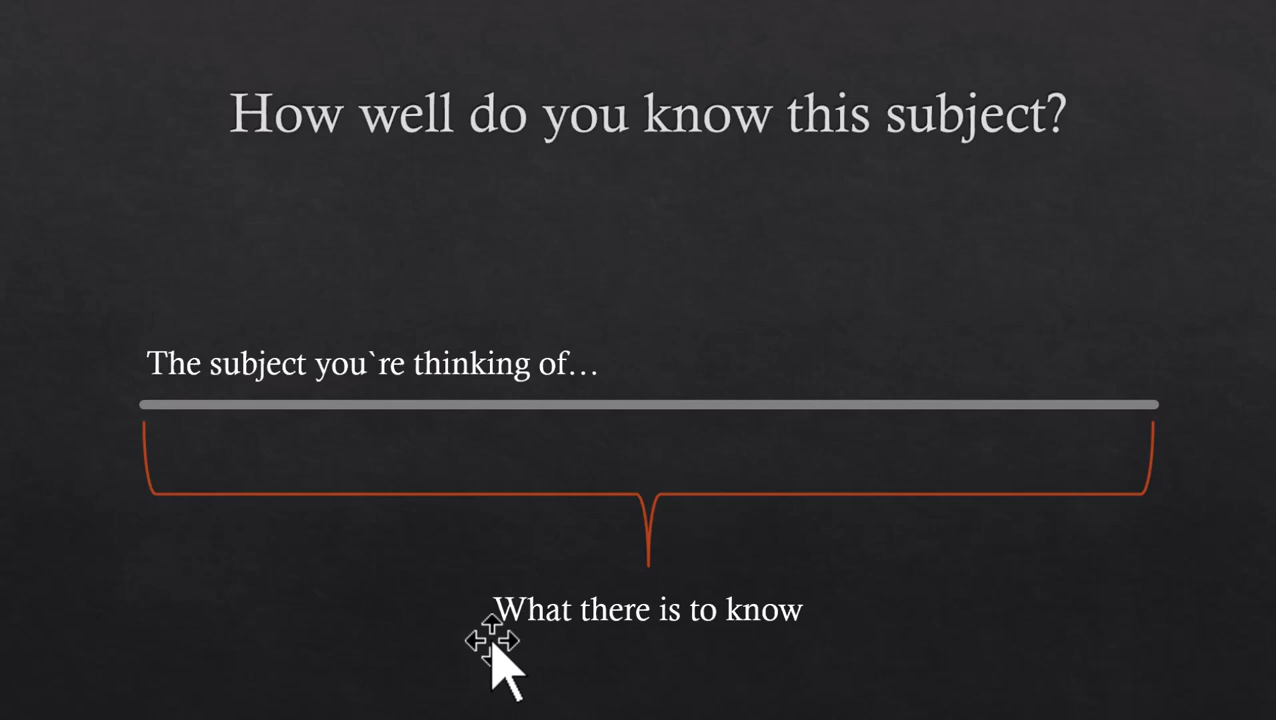 How well do you know this subject?
The subject you`re thinking of…
What there is to know